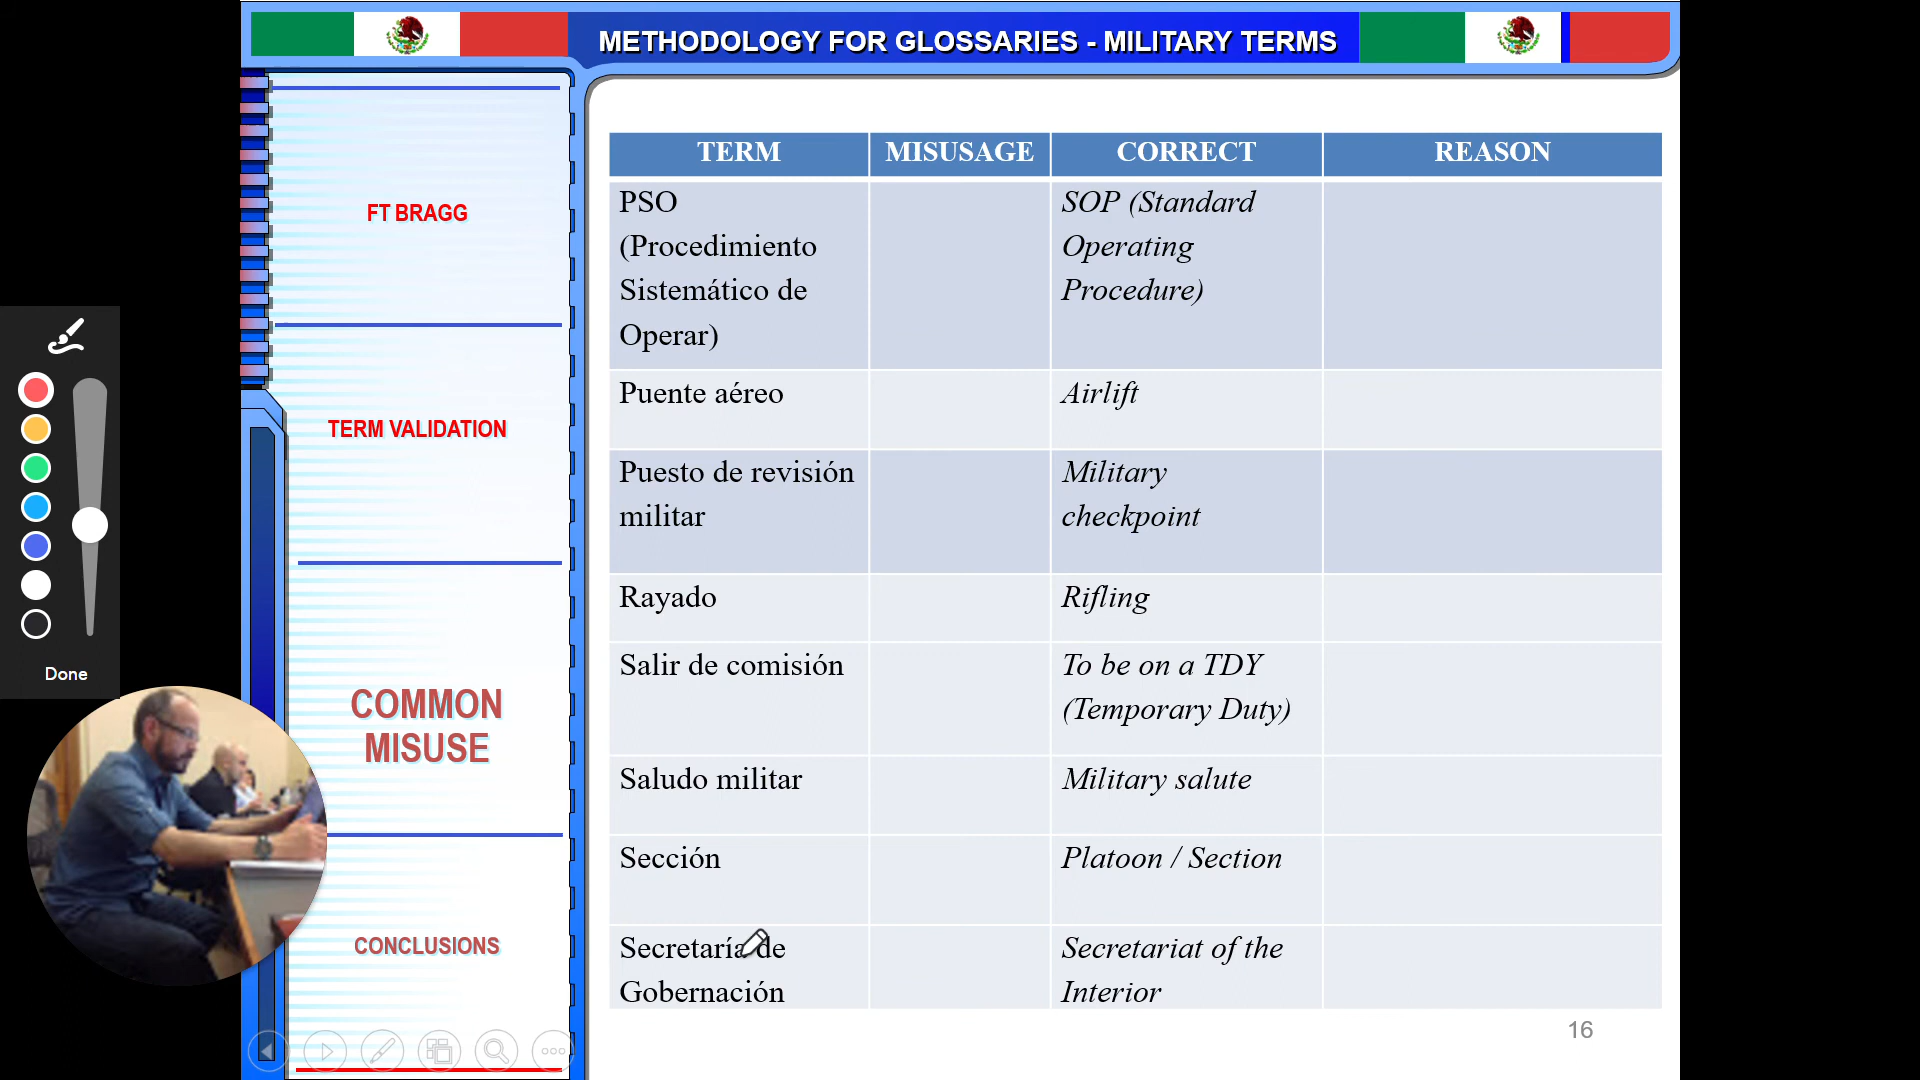 METHODOLOGY FOR GLOSSARIES - MILITARY TERMS
FT BRAGG
TERM VALIDATION
COMMON
MISUSE
CONCLUSIONS
Done
TERM MISUSAGE CORRECT REASON
PSO
(Procedimiento
Sistemático de
Operar)
SOP (Standard
Operating
Procedure)
Puente aéreo
Airlift
Puesto de revisión
militar
Military
checkpoint
Rayado
Rifling
Salir de comisión
To be on a TDY
(Temporary Duty)
Saludo militar
Military salute
Sección
Platoon / Section
Secretaría de
Gobernación
Secretariat of the
Interior
16